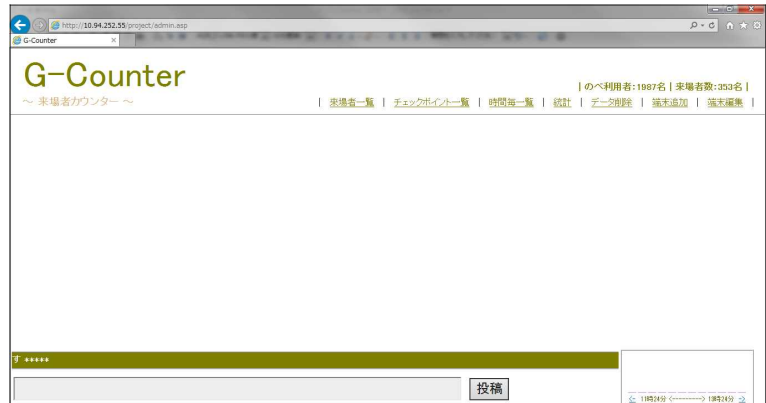 http://10.94.252.55/project/admin.asp
G-Counter ×
G-Counter
| のべ利用者:1987名 | 来場者数:353名 |
～ 来場者カウンター ～
| 来場者一覧 | チェックポイント一覧 | 時間毎一覧 | 統計 | データ削除 | 端末追加 | 端末編集 |
す *****
投稿
<- 11時24分 <---------> 13時24分 ->